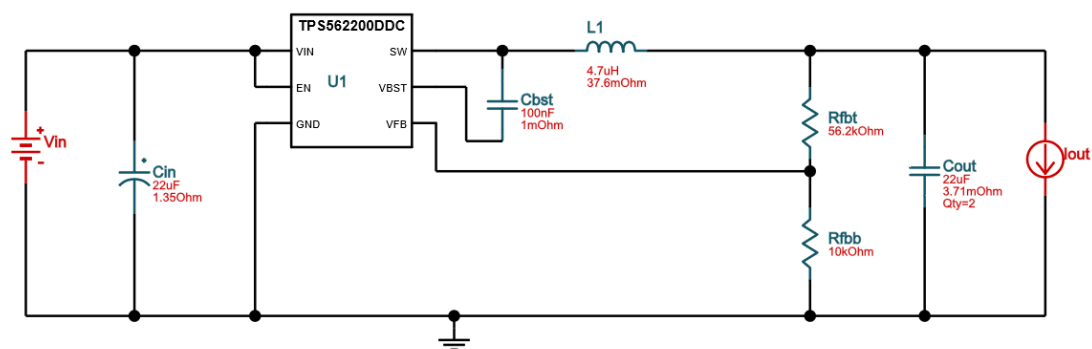 TPS562200DDC
VIN
SW
U1
EN
VBST
GND
VFB
L1
4.7uH
37.6mOhm
Cbst
100nF
1mOhm
Rfbt
56.2kOhm
+
Vin
-
+
Cin
22uF
1.35Ohm
Cout
22uF
3.71mOhm
Qty=2
Iout
Rfbb
10kOhm